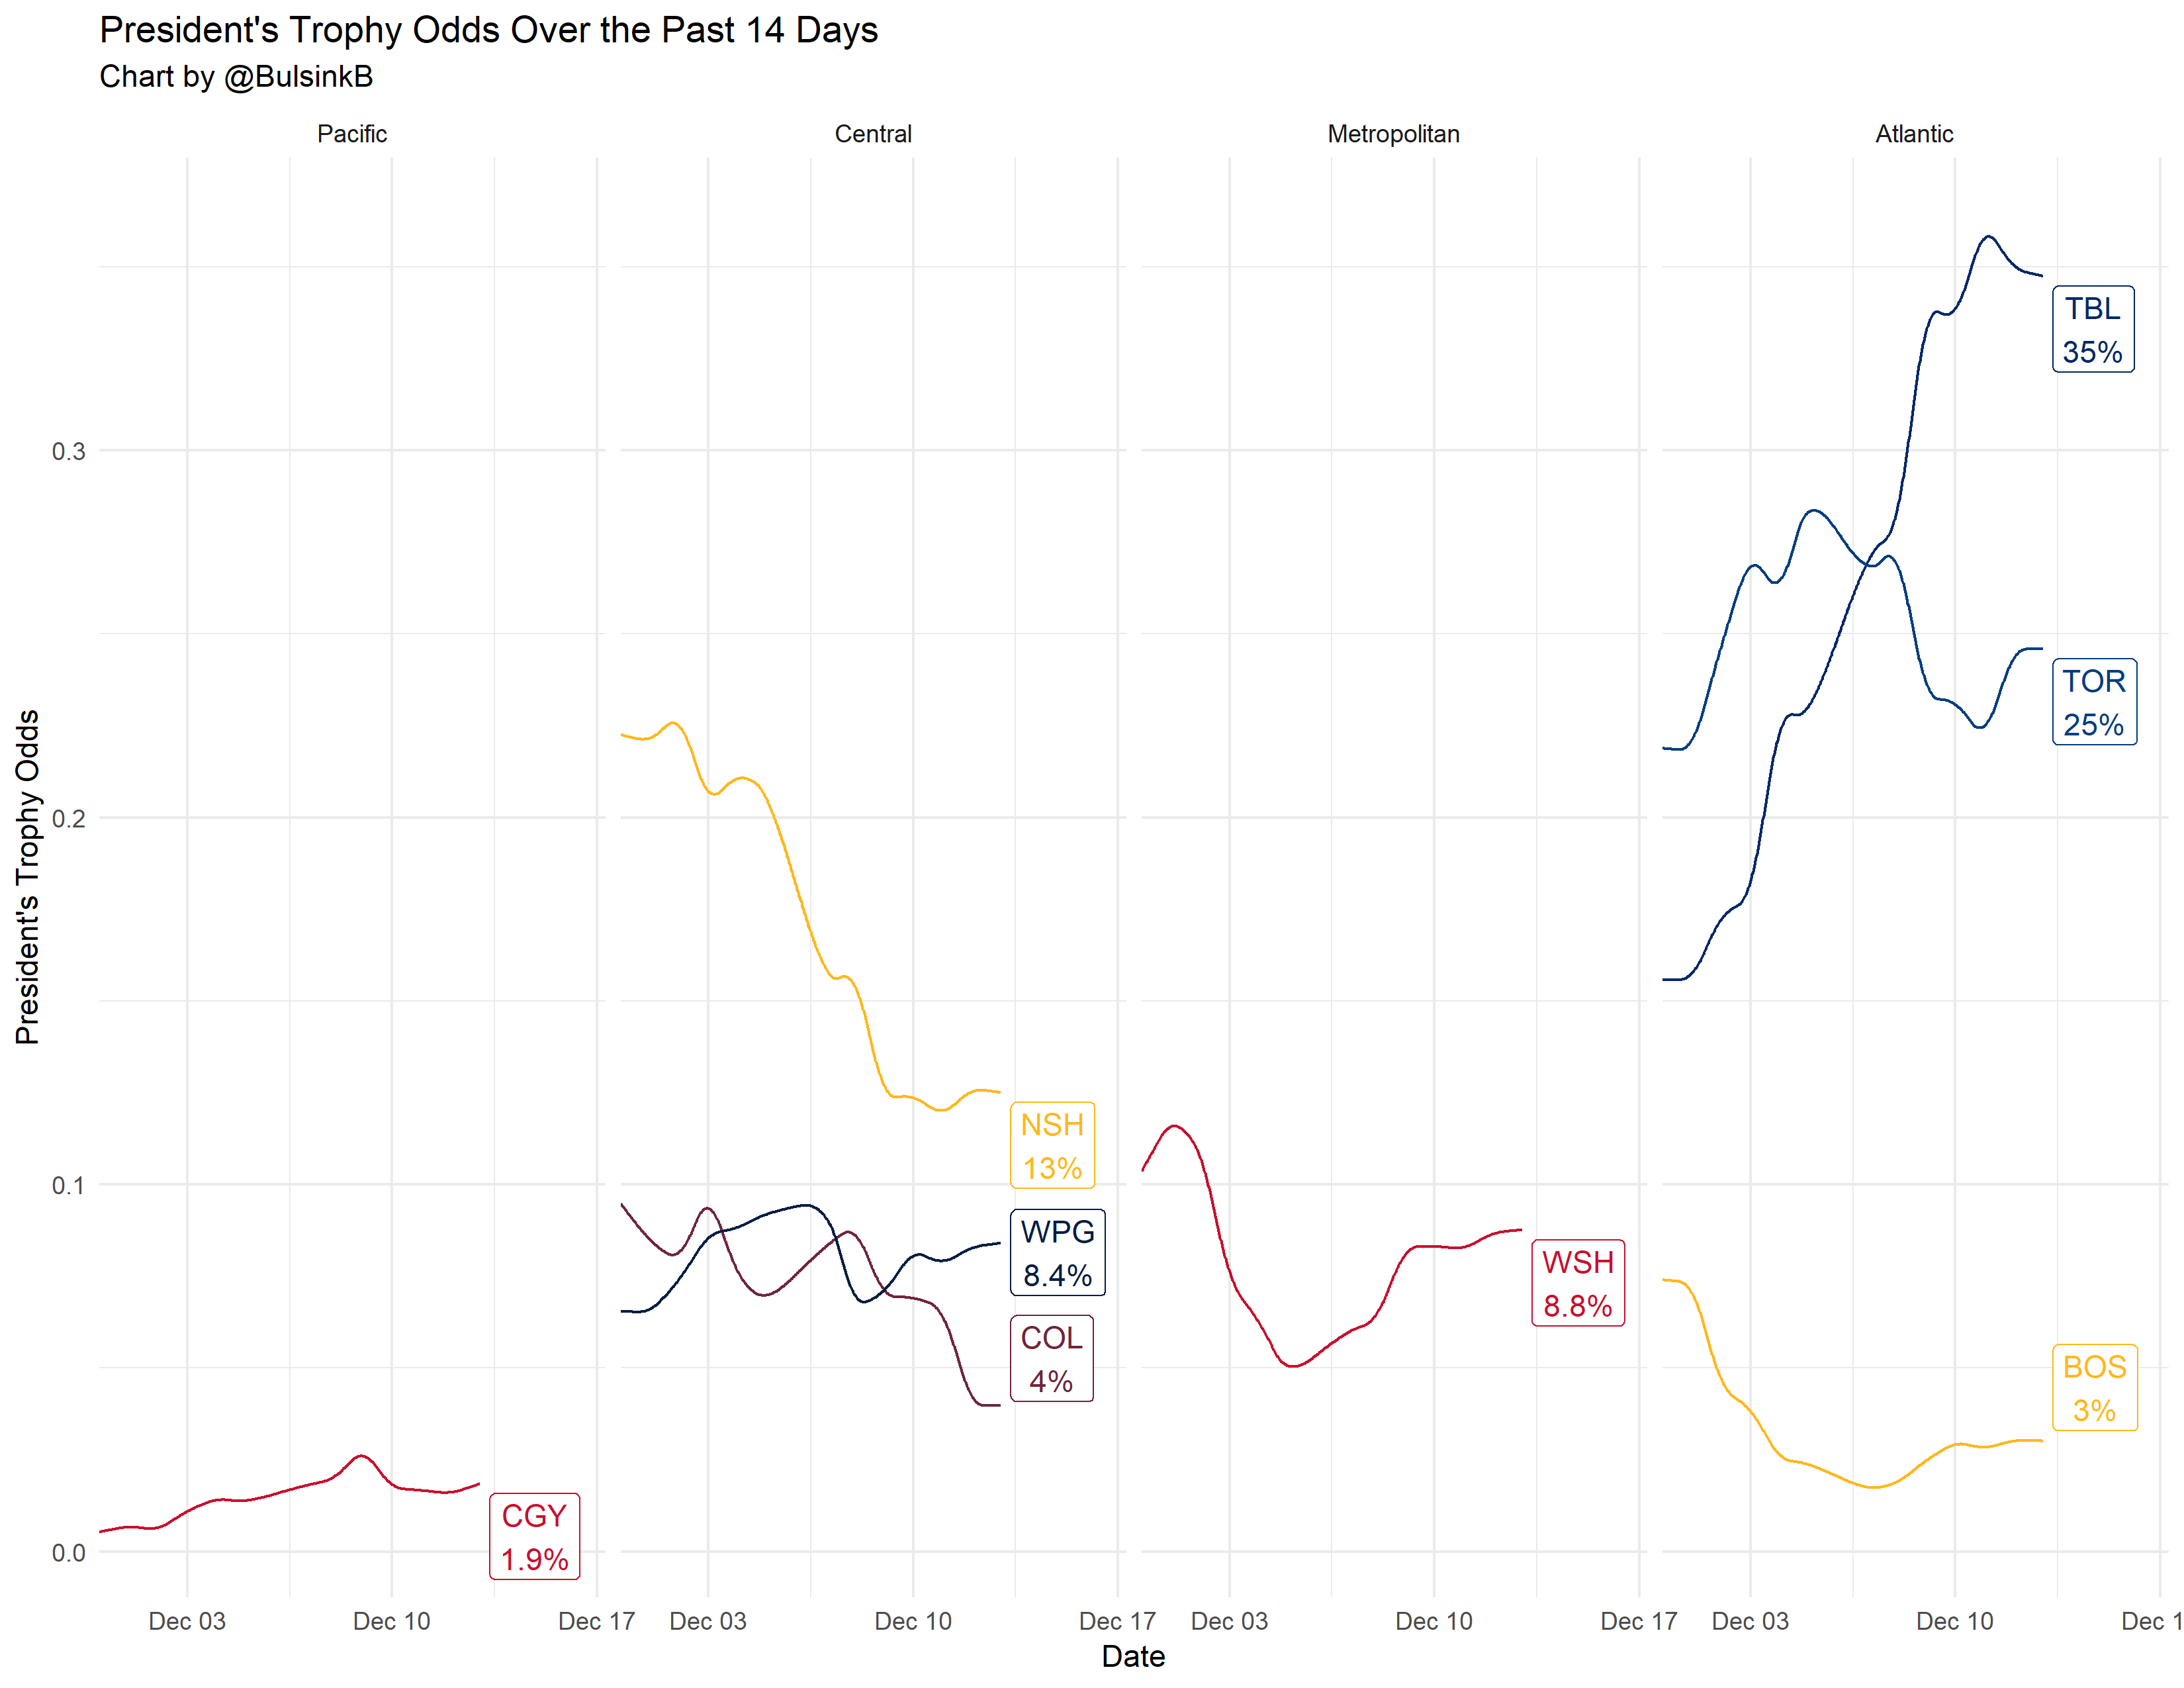 President's Trophy Odds Over the Past 14 Days
Chart by @BulsinkB
Pacific
Central
Metropolitan
Atlantic
President's Trophy Odds
0.3
0.2
0.1
0.0
CGY
1.9%
NSH
13%
WPG
8.4%
COL
4%
WSH
8.8%
TBL
35%
TOR
25%
BOS
3%
Dec 03
Dec 10
Dec 17
Dec 03
Dec 10
Dec 17
Dec 03
Dec 10
Dec 17
Dec 03
Dec 10
Dec 1
Date